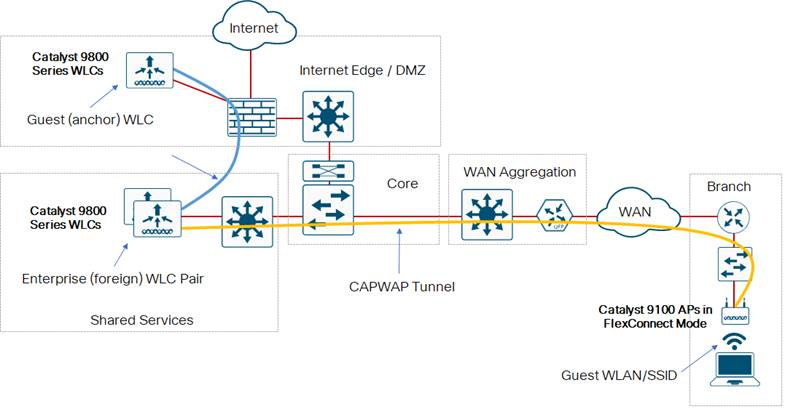 Internet
Catalyst 9800
Series WLCs
Internet Edge / DMZ
Guest (anchor) WLC
Core
WAN Aggregation
Branch
Catalyst 9800
Series WLCs
WAN
OFF
Enterprise (foreign) WLC Pair
CAPWAP Tunnel
Catalyst 9100 APs in
FlexConnect Mode
Shared Services
Guest WLAN/SSID